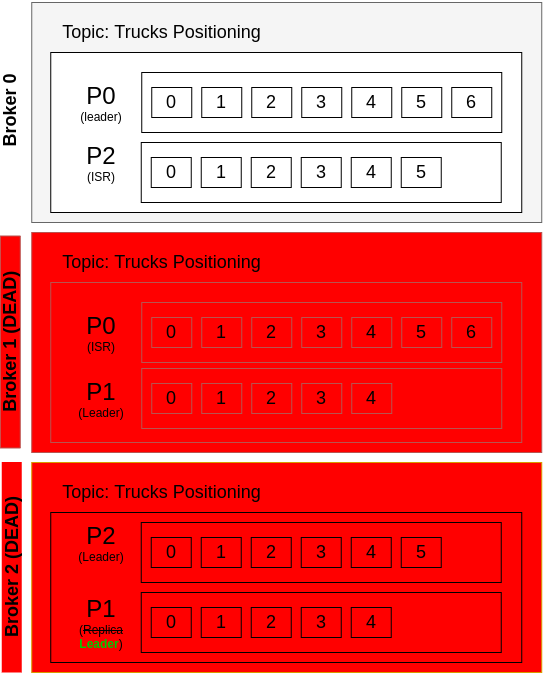 Broker 0
Topic: Trucks Positioning
P0
(leader)
0 1 2 3 4 5 6
P2
(ISR)
0 1 2 3 4 5
Broker 1 (DEAD)
Topic: Trucks Positioning
P0
(ISR)
0 1 2 3 4 5 6
P1
(Leader)
0 1 2 3 4
Broker 2 (DEAD)
Topic: Trucks Positioning
P2
(Leader)
0 1 2 3 4 5
P1
(Replica
Leader)
0 1 2 3 4